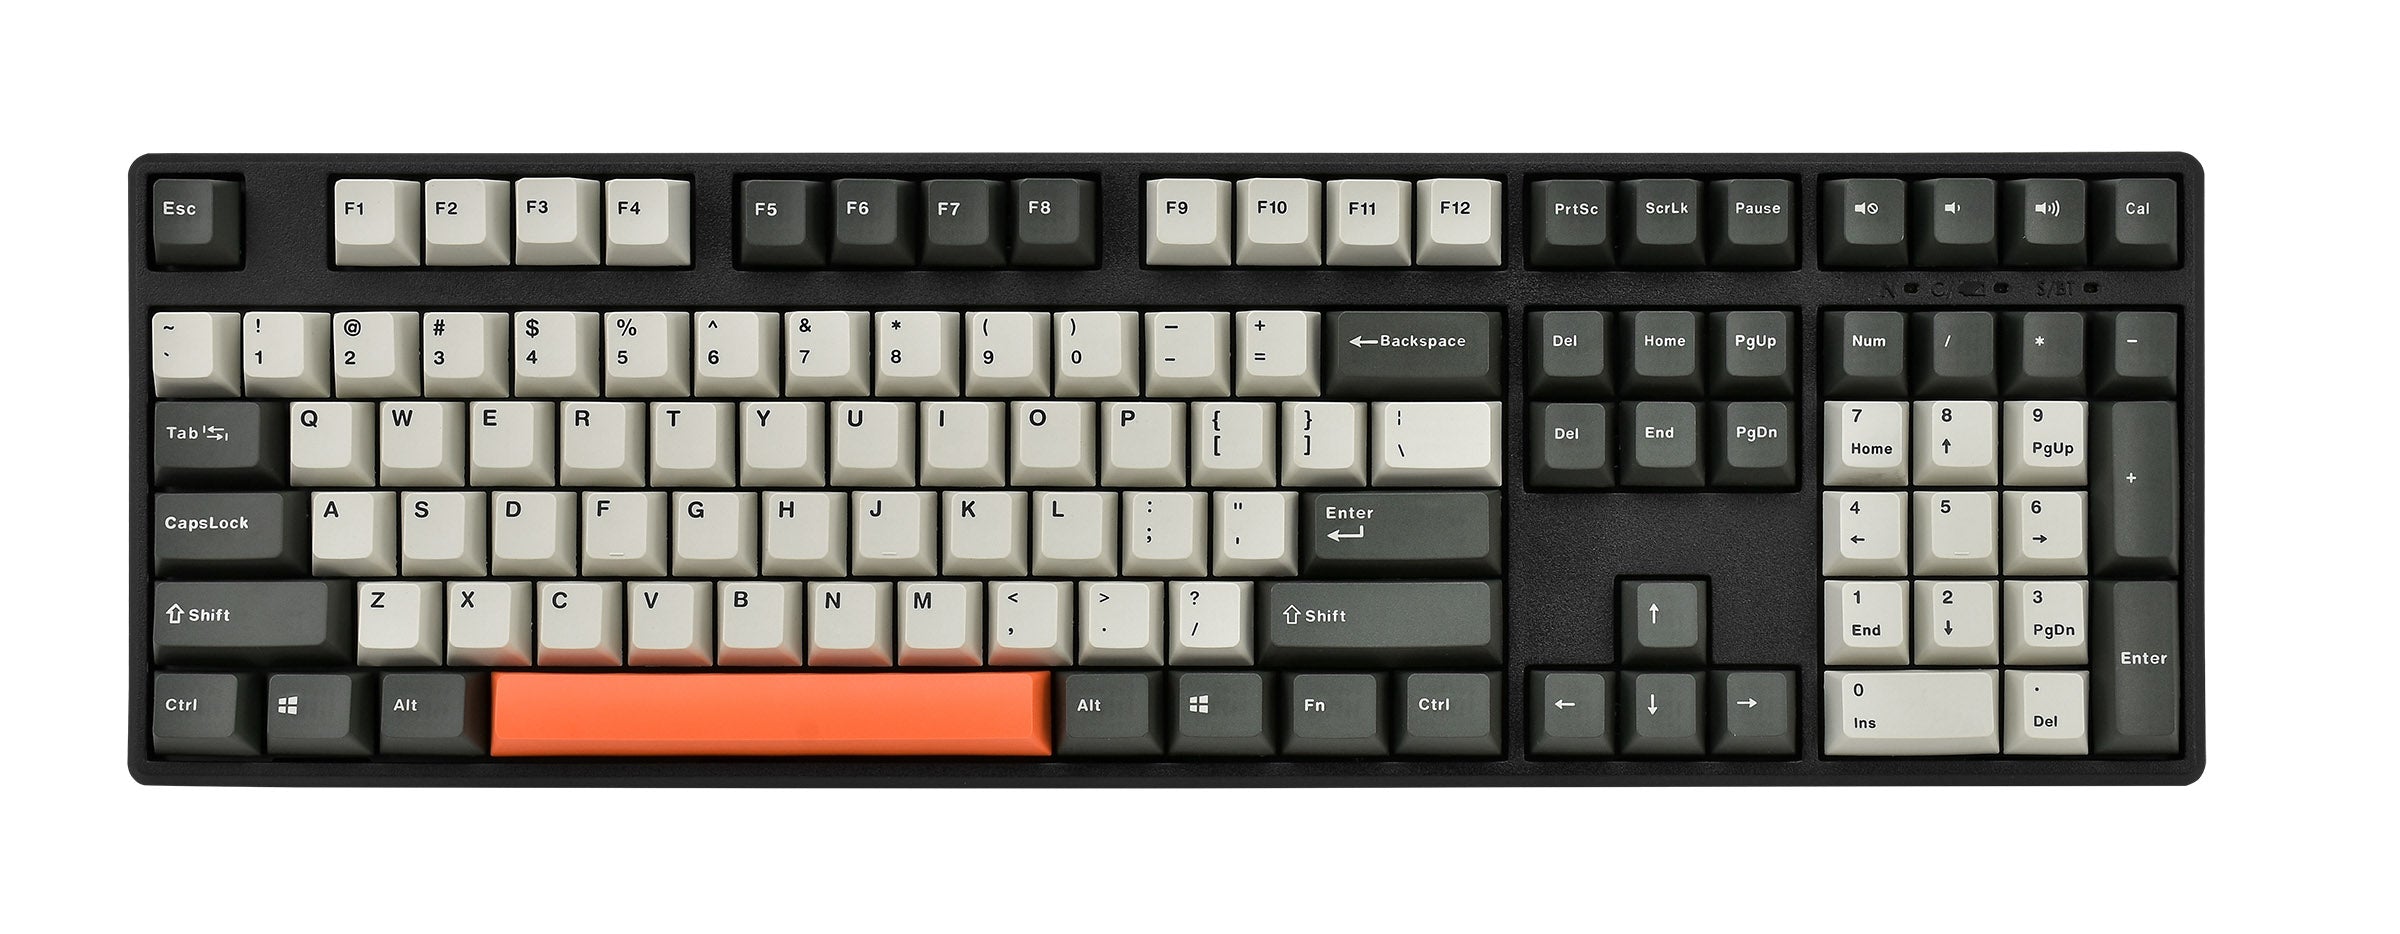 Esc F1 F2 F3 F4 F5 F6 F7 F8 F9 F10 F11 F12 PrtSc ScrLk Pause Cal
S/BT
~ ! @ # $ % ^ & * ( ) — +
` 1 2 3 4 5 6 7 8 9 0 - = ←Backspace Del Home PgUp Num / * -
Tab Q W E R T Y U I O P { } ¦ 7 8 9
[ ] \ Del End PgDn Home ↑ PgUp +
CapsLock A S D F G H J K L : " Enter 4 5 6
; ' ← →
⇧ Shift Z X C V B N M < > ? ⇧ Shift ↑ 1 2 3
, . / End ↓ PgDn Enter
Ctrl Alt Alt Fn Ctrl ← ↓ → 0 .
Ins Del